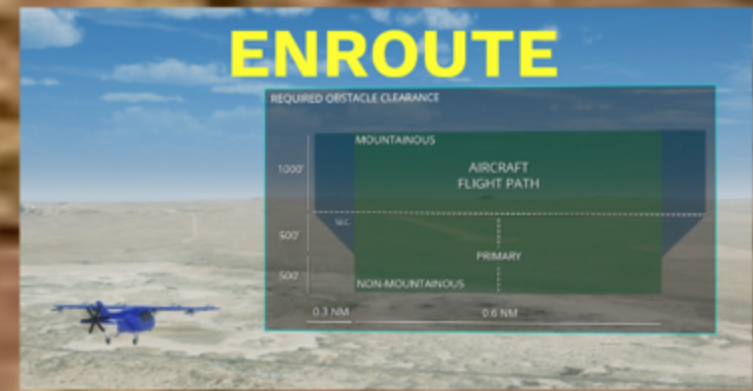 ENROUTE
REQUIRED OBSTACLE CLEARANCE
MOUNTAINOUS
1000'
AIRCRAFT
FLIGHT PATH
SEC.
500'
PRIMARY
500'
NON-MOUNTAINOUS
0.3 NM
0.6 NM